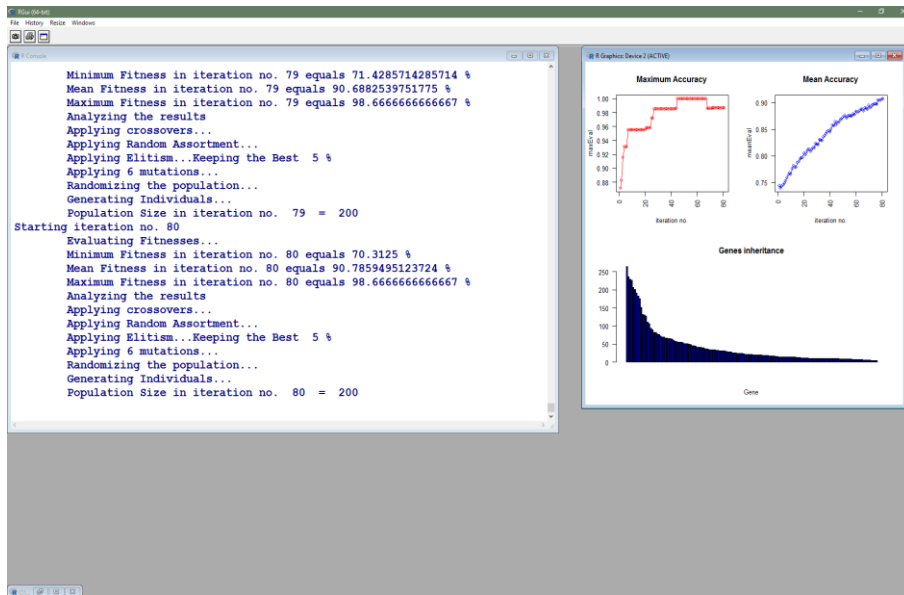 RGui (64-bit)
File History Resize Windows
R Console
Minimum Fitness in iteration no. 79 equals 71.4285714285714 %
Mean Fitness in iteration no. 79 equals 90.6882539751775 %
Maximum Fitness in iteration no. 79 equals 98.6666666666667 %
Analyzing the results
Applying crossovers...
Applying Random Assortment...
Applying Elitism...Keeping the Best 5 %
Applying 6 mutations...
Randomizing the population...
Generating Individuals...
Population Size in iteration no. 79 = 200
Starting iteration no. 80
Evaluating Fitnesses...
Minimum Fitness in iteration no. 80 equals 70.3125 %
Mean Fitness in iteration no. 80 equals 90.7859495123724 %
Maximum Fitness in iteration no. 80 equals 98.6666666666667 %
Analyzing the results
Applying crossovers...
Applying Random Assortment...
Applying Elitism...Keeping the Best 5 %
Applying 6 mutations...
Randomizing the population...
Generating Individuals...
Population Size in iteration no. 80 = 200
R Graphics: Device 2 (ACTIVE)
Maximum Accuracy
maxEval
1.00
0.98
0.96
0.94
0.92
0.90
0.88
0 20 40 60 80
iteration no.
Mean Accuracy
meanEval
0.90
0.85
0.80
0.75
0 20 40 60 80
iteration no.
Genes inheritance
250
200
150
100
50
0
Gene